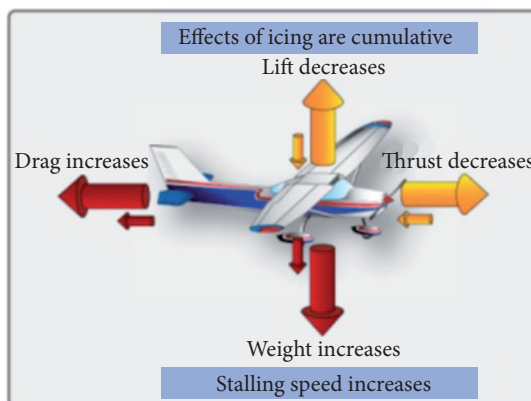 Effects of icing are cumulative
Lift decreases
Drag increases
Thrust decreases
Weight increases
Stalling speed increases